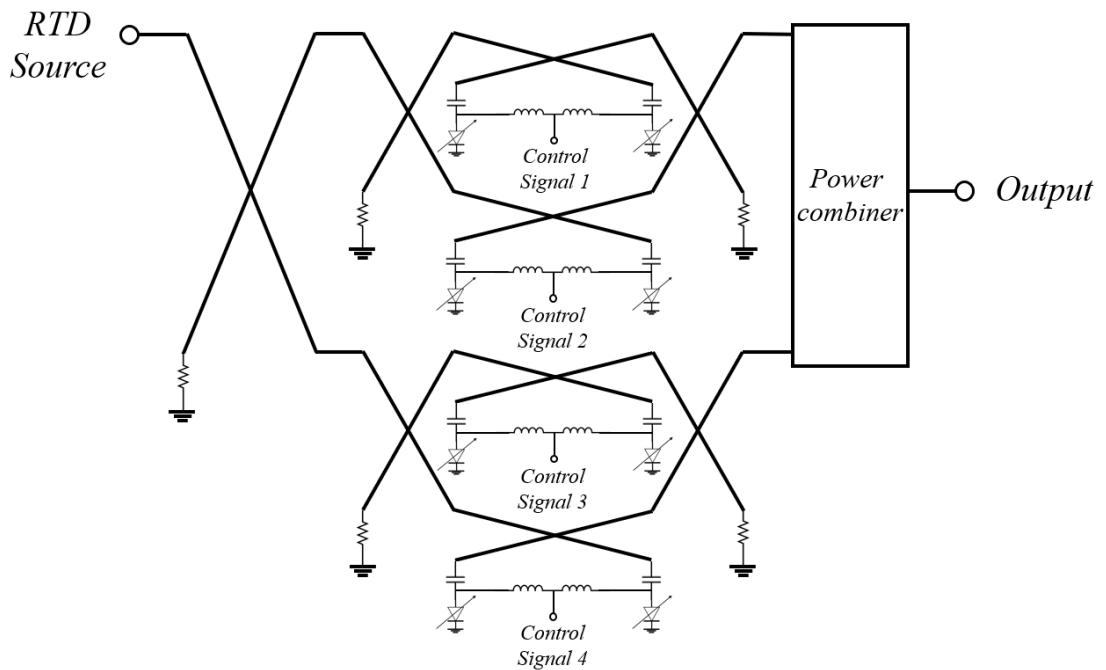 RTD
Source
Control
Signal 1
Power
combiner
Output
Control
Signal 2
Control
Signal 3
Control
Signal 4